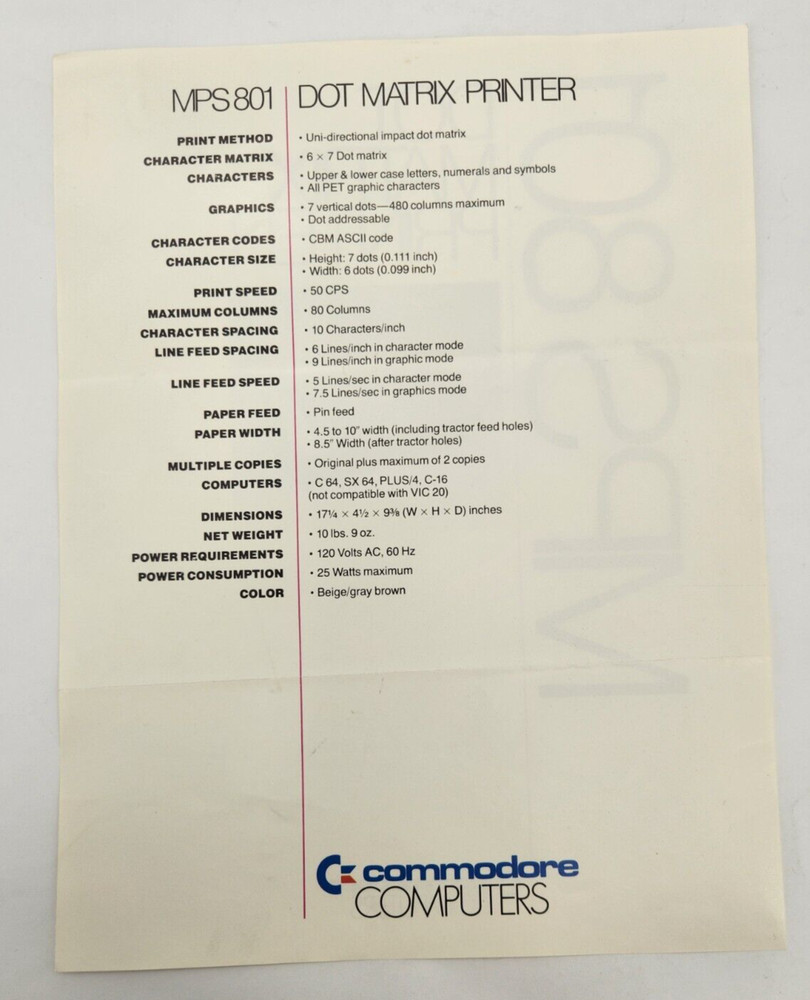 MPS 801 DOT MATRIX PRINTER
PRINT METHOD • Uni-directional impact dot matrix
CHARACTER MATRIX • 6 × 7 Dot matrix
CHARACTERS • Upper & lower case letters, numerals and symbols
• All PET graphic characters
GRAPHICS • 7 vertical dots—480 columns maximum
• Dot addressable
CHARACTER CODES • CBM ASCII code
CHARACTER SIZE • Height: 7 dots (0.111 inch)
• Width: 6 dots (0.099 inch)
PRINT SPEED • 50 CPS
MAXIMUM COLUMNS • 80 Columns
CHARACTER SPACING • 10 Characters/inch
LINE FEED SPACING • 6 Lines/inch in character mode
• 9 Lines/inch in graphic mode
LINE FEED SPEED • 5 Lines/sec in character mode
• 7.5 Lines/sec in graphics mode
PAPER FEED • Pin feed
PAPER WIDTH • 4.5 to 10" width (including tractor feed holes)
• 8.5" Width (after tractor holes)
MULTIPLE COPIES • Original plus maximum of 2 copies
COMPUTERS • C 64, SX 64, PLUS/4, C-16
(not compatible with VIC 20)
DIMENSIONS • 17¼ × 4½ × 9⅜ (W × H × D) inches
NET WEIGHT • 10 lbs. 9 oz.
POWER REQUIREMENTS • 120 Volts AC, 60 Hz
POWER CONSUMPTION • 25 Watts maximum
COLOR • Beige/gray brown
commodore
COMPUTERS